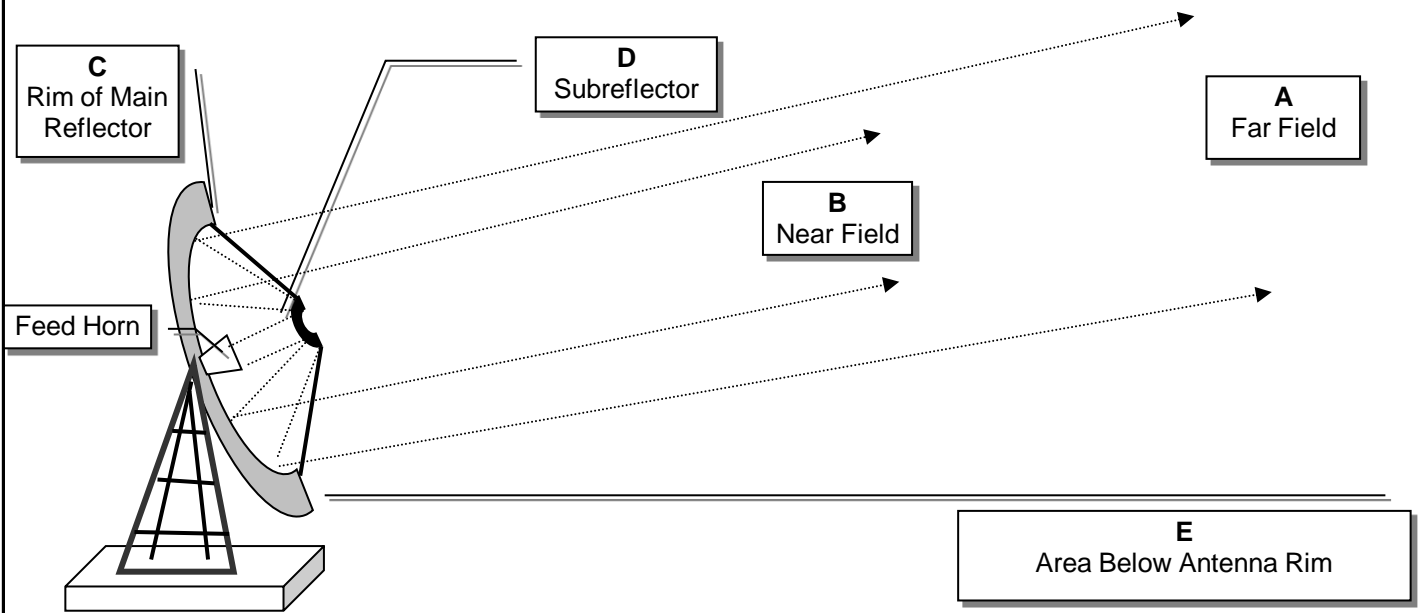 C
Rim of Main
Reflector
D
Subreflector
A
Far Field
B
Near Field
Feed Horn
E
Area Below Antenna Rim